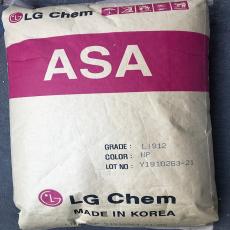 LG Chem
ASA
GRADE: LI912
COLOR: NP
LOT NO: Y1910263-21
LG Chem
MADE IN KOREA